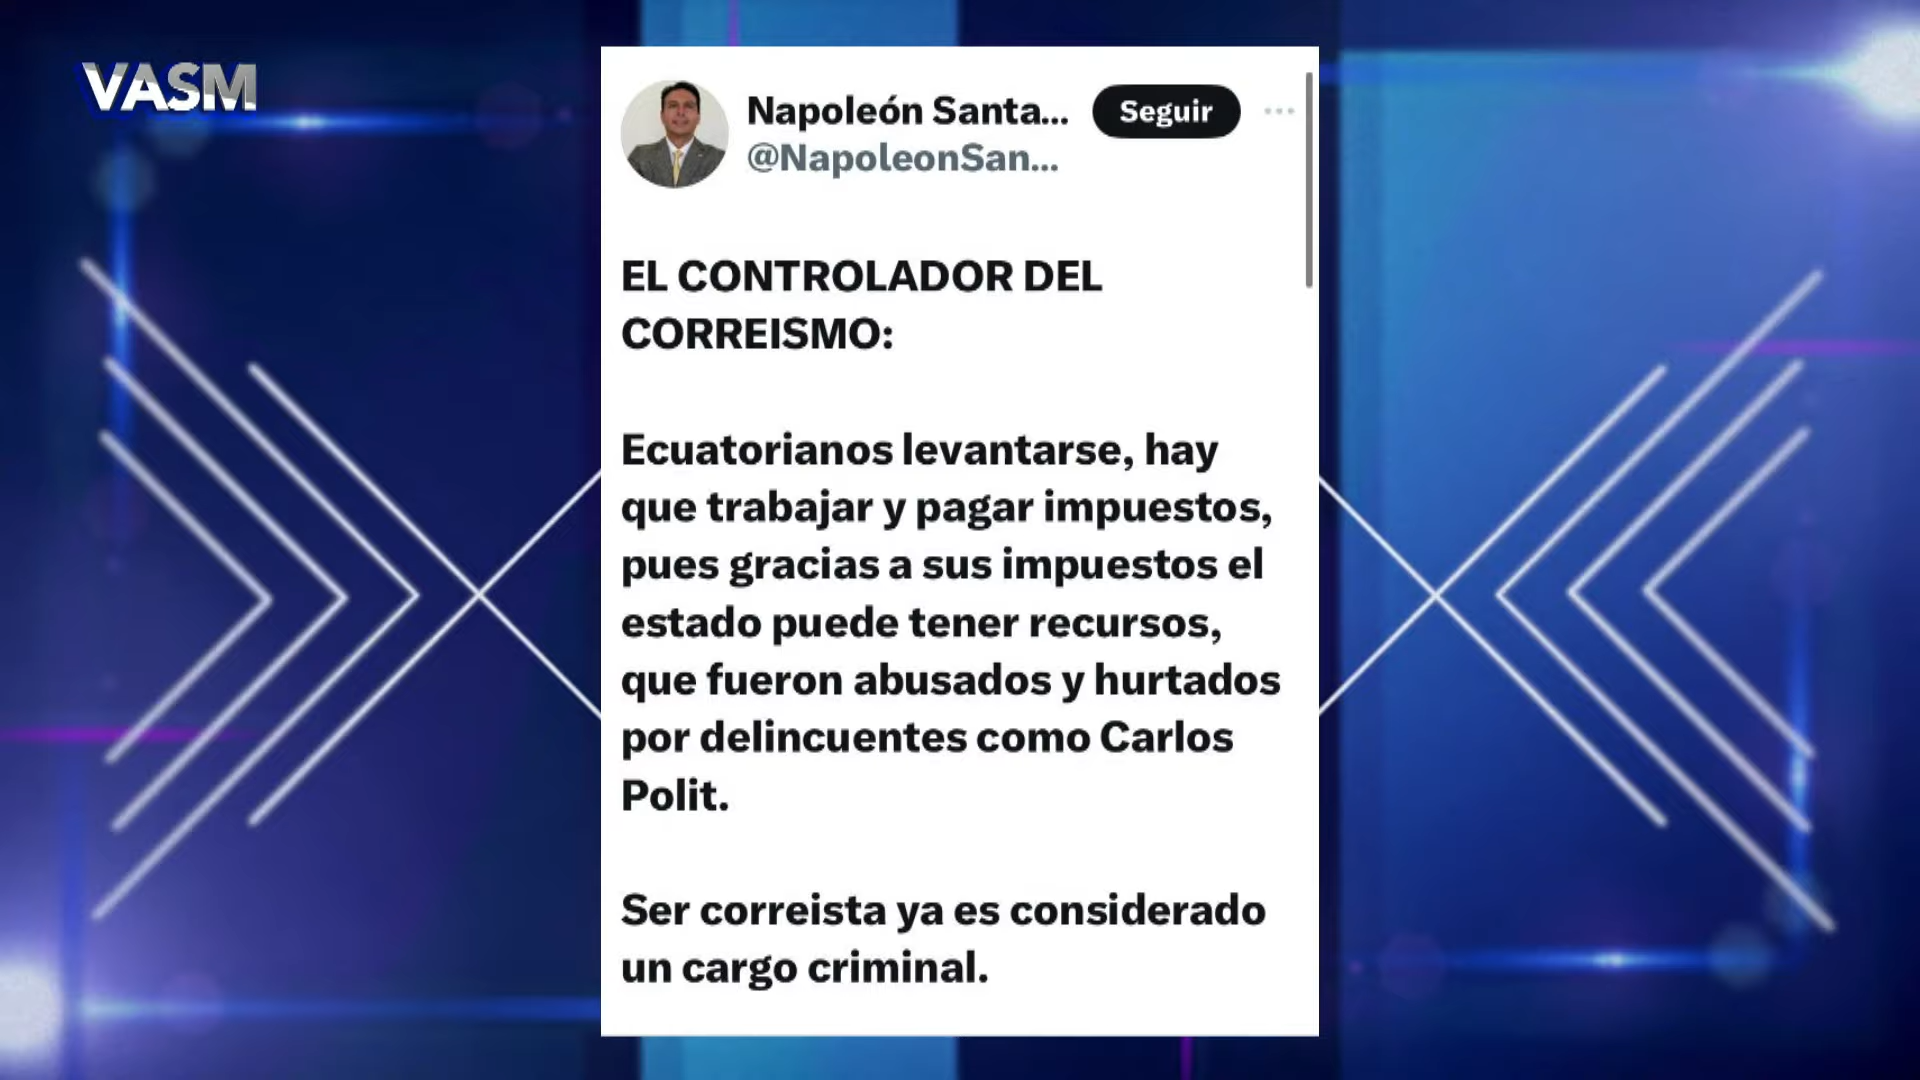 VASM
Napoleón Santa...
Seguir
@NapoleonSan...
EL CONTROLADOR DEL
CORREISMO:
Ecuatorianos levantarse, hay
que trabajar y pagar impuestos,
pues gracias a sus impuestos el
estado puede tener recursos,
que fueron abusados y hurtados
por delincuentes como Carlos
Polit.
Ser correista ya es considerado
un cargo criminal.